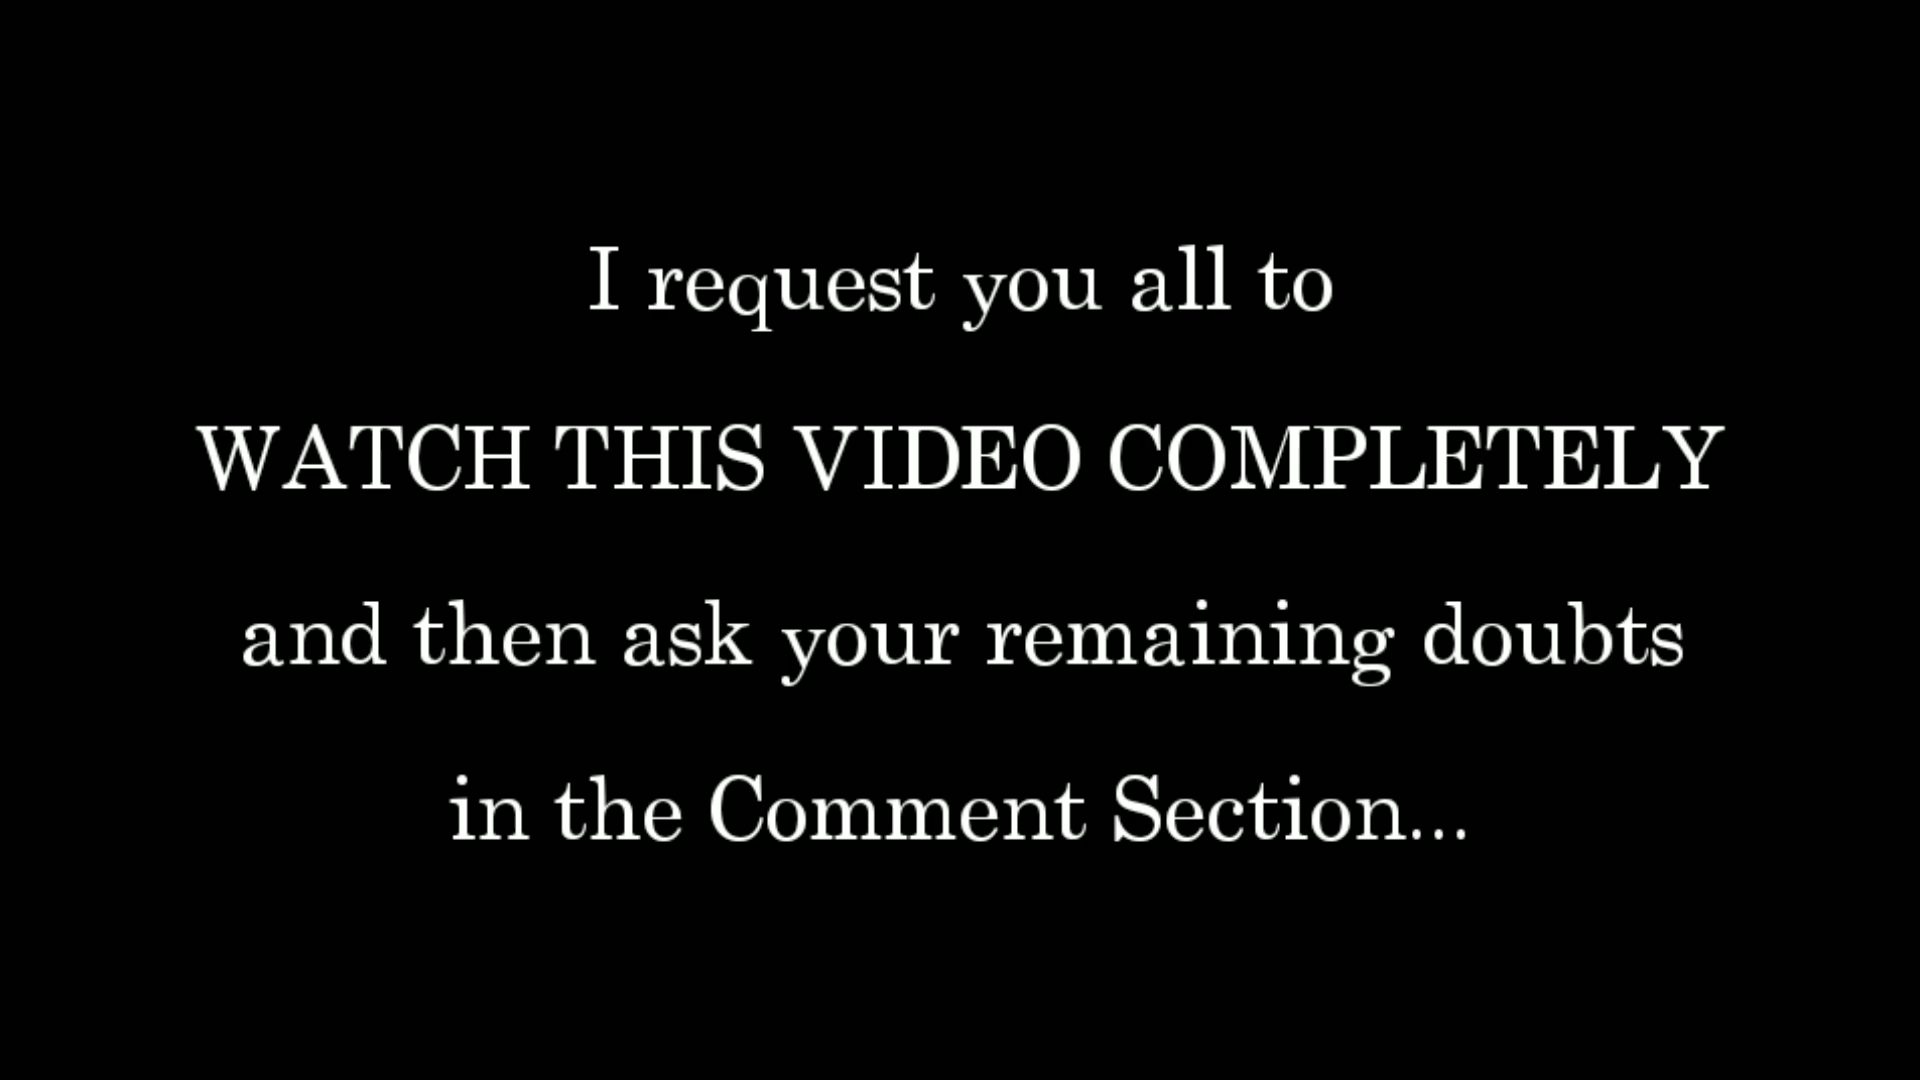 I request you all to
WATCH THIS VIDEO COMPLETELY
and then ask your remaining doubts
in the Comment Section...